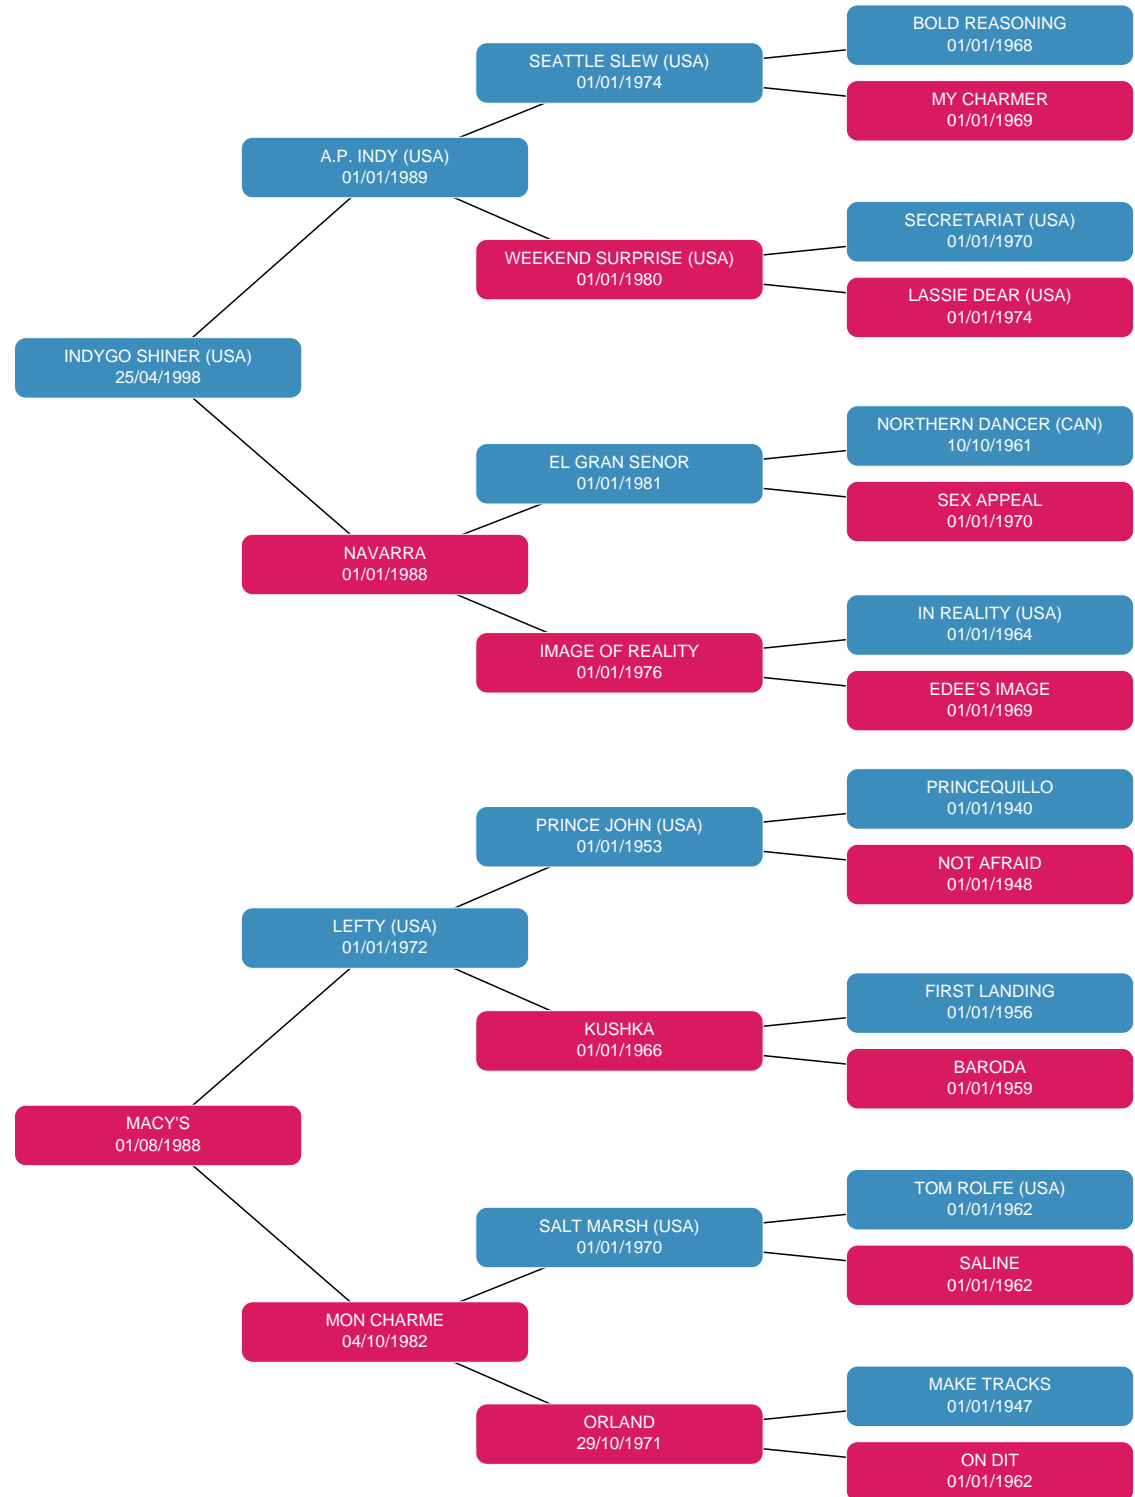 BOLD REASONING
01/01/1968
SEATTLE SLEW (USA)
01/01/1974
MY CHARMER
01/01/1969
A.P. INDY (USA)
01/01/1989
SECRETARIAT (USA)
01/01/1970
WEEKEND SURPRISE (USA)
01/01/1980
LASSIE DEAR (USA)
01/01/1974
INDYGO SHINER (USA)
25/04/1998
NORTHERN DANCER (CAN)
10/10/1961
EL GRAN SENOR
01/01/1981
SEX APPEAL
01/01/1970
NAVARRA
01/01/1988
IN REALITY (USA)
01/01/1964
IMAGE OF REALITY
01/01/1976
EDEE'S IMAGE
01/01/1969
PRINCEQUILLO
01/01/1940
PRINCE JOHN (USA)
01/01/1953
NOT AFRAID
01/01/1948
LEFTY (USA)
01/01/1972
FIRST LANDING
01/01/1956
KUSHKA
01/01/1966
BARODA
01/01/1959
MACY'S
01/08/1988
TOM ROLFE (USA)
01/01/1962
SALT MARSH (USA)
01/01/1970
SALINE
01/01/1962
MON CHARME
04/10/1982
MAKE TRACKS
01/01/1947
ORLAND
29/10/1971
ON DIT
01/01/1962